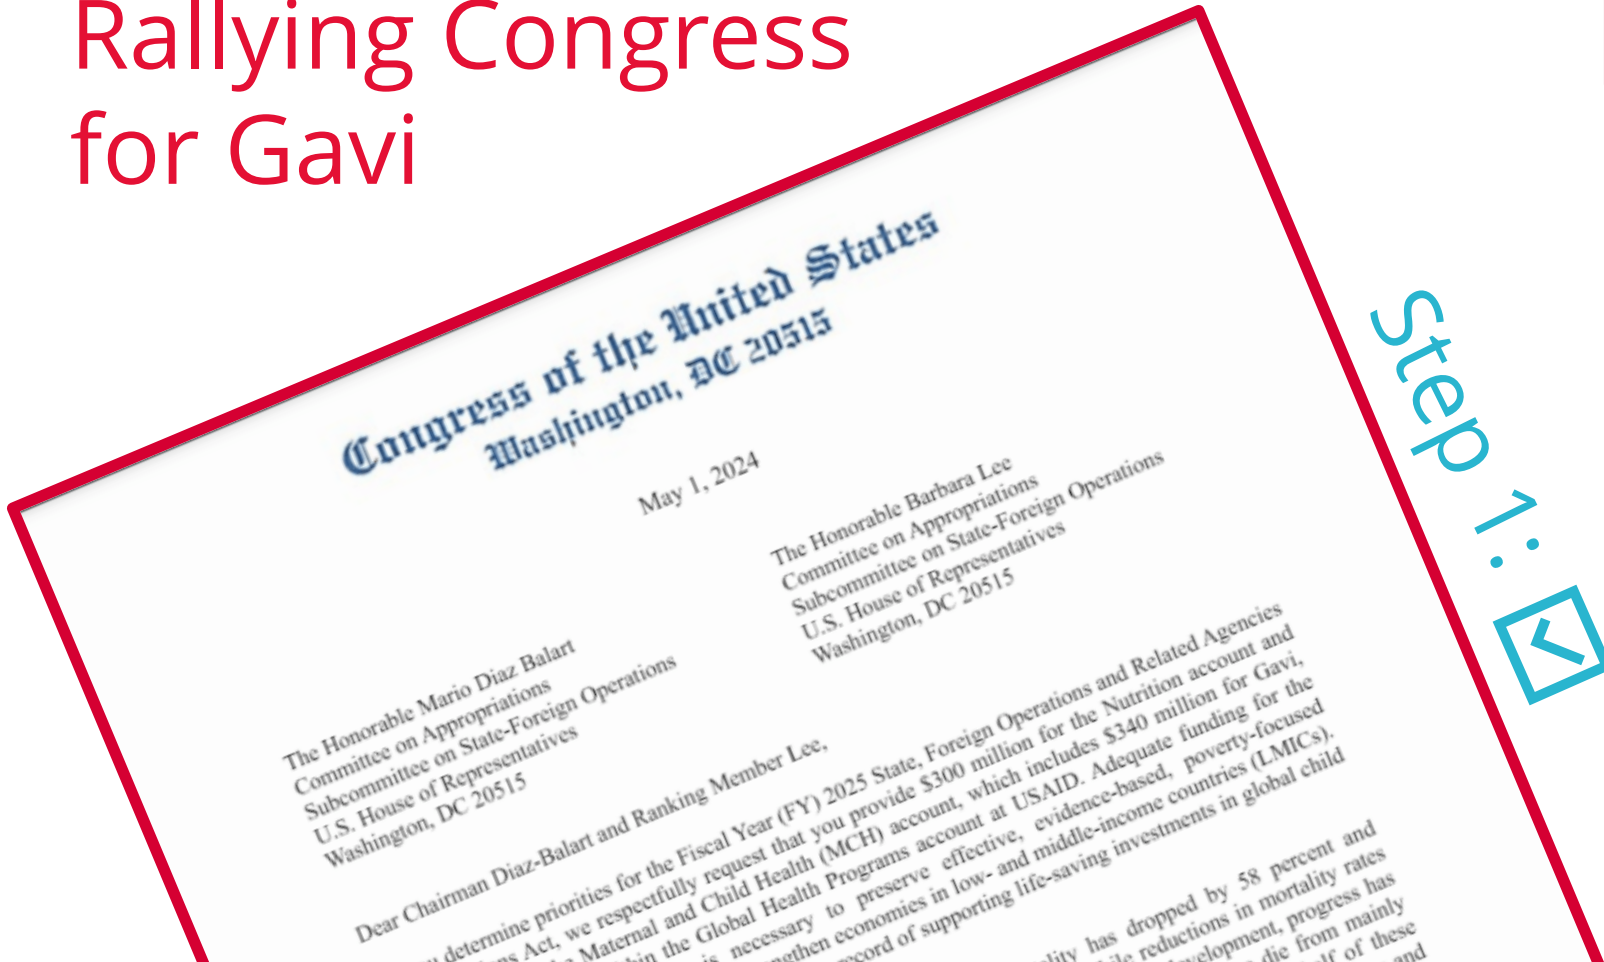 Rallying Congress
for Gavi
Congress of the United States
Washington, DC 20515
May 1, 2024
The Honorable Mario Diaz Balart
Committee on Appropriations
Subcommittee on State-Foreign Operations
U.S. House of Representatives
Washington, DC 20515
The Honorable Barbara Lee
Committee on Appropriations
Subcommittee on State-Foreign Operations
U.S. House of Representatives
Washington, DC 20515
Dear Chairman Diaz-Balart and Ranking Member Lee,
determine priorities for the Fiscal Year (FY) 2025 State, Foreign Operations and Related Agencies
Act, we respectfully request that you provide $300 million for the Nutrition account and
Maternal and Child Health (MCH) account, which includes $340 million for Gavi,
the Global Health Programs account at USAID. Adequate funding for the
is necessary to preserve effective, evidence-based, poverty-focused
economies in low- and middle-income countries (LMICs).
record of supporting life-saving investments in global child
has dropped by 58 percent and
reductions in mortality rates
progress has
die from mainly
of these
and
Step 1: